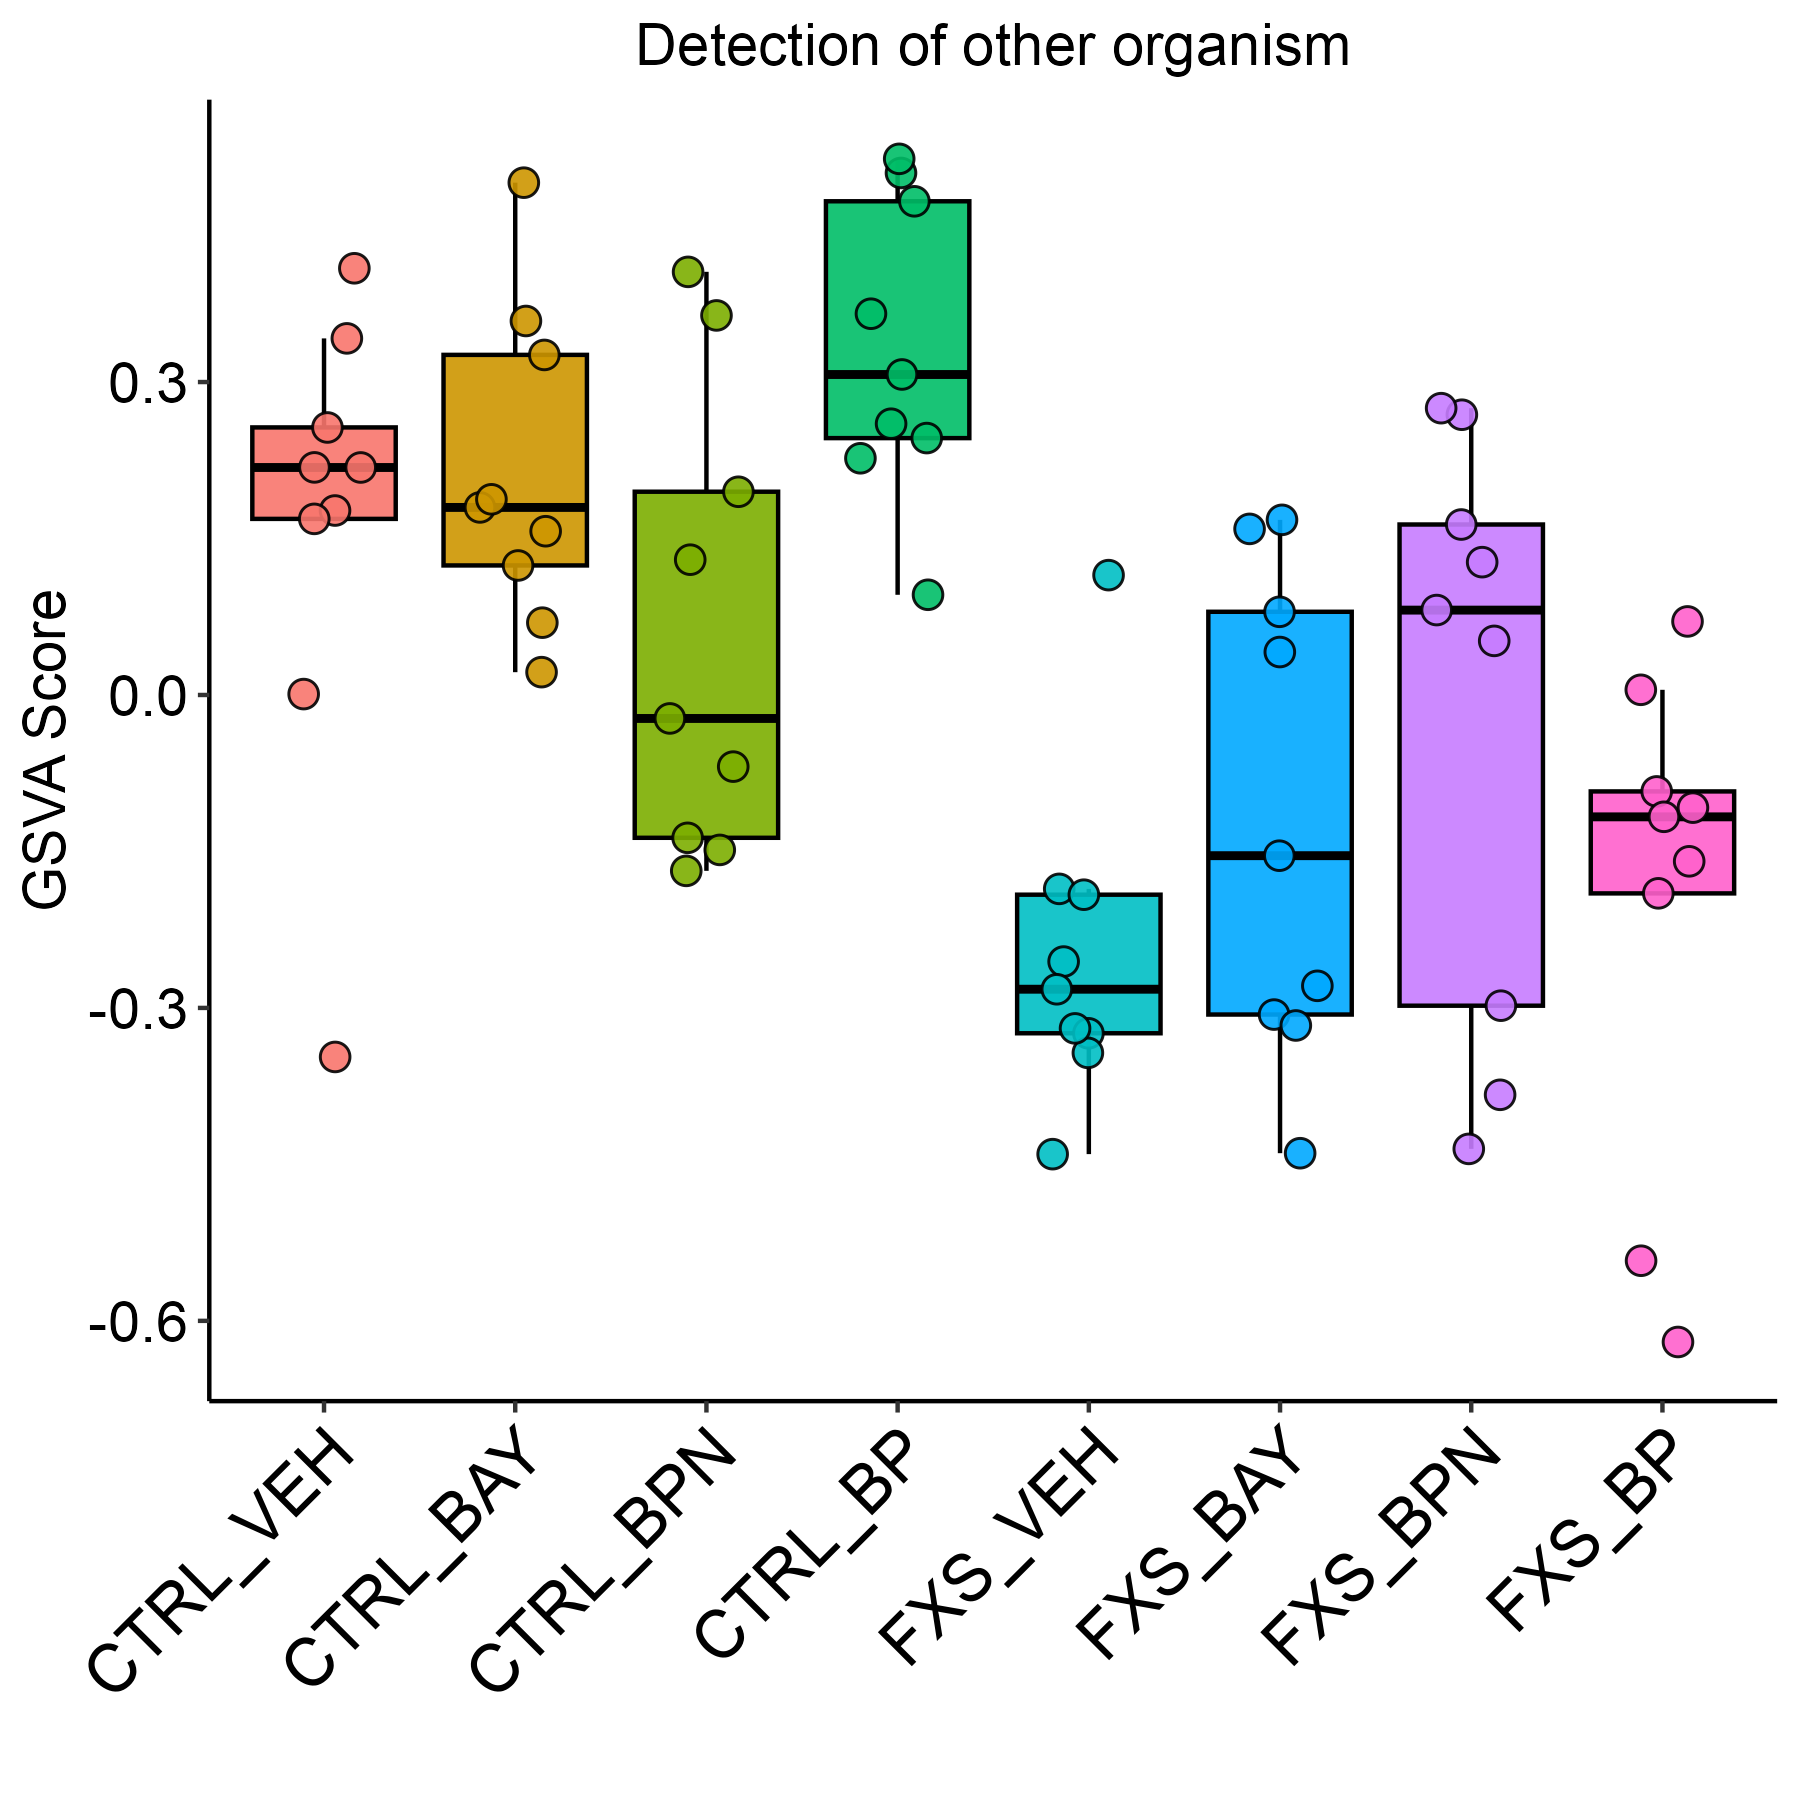 Detection of other organism
GSVA Score
0.3
0.0
-0.3
-0.6
CTRL_VEH
CTRL_BAY
CTRL_BPN
CTRL_BP
FXS_VEH
FXS_BAY
FXS_BPN
FXS_BP